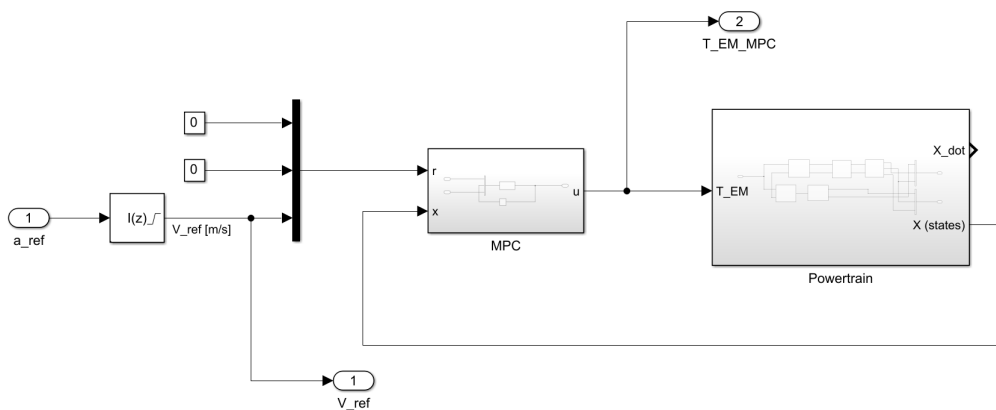 2
T_EM_MPC
0
0
1
a_ref
I(z)
V_ref [m/s]
r
x
u
MPC
T_EM
X_dot
X (states)
Powertrain
1
V_ref